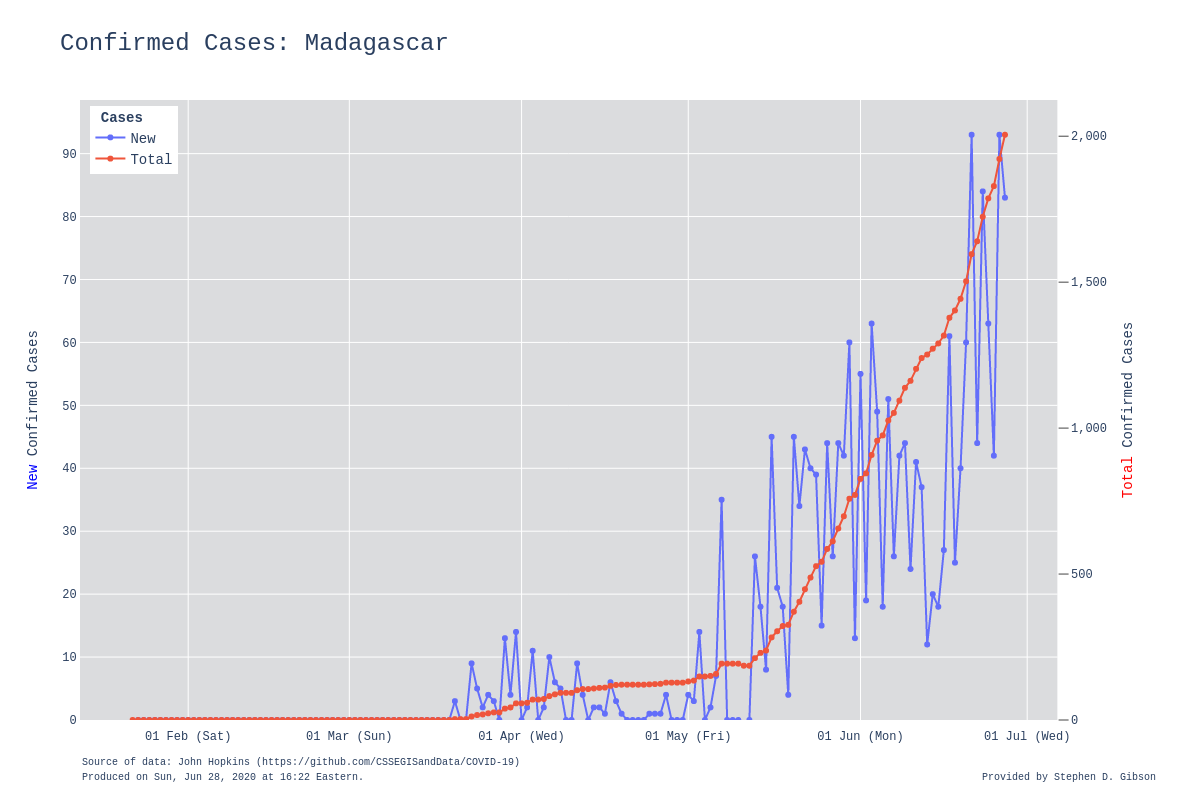 Confirmed Cases: Madagascar
Cases
New
Total
90
80
70
60
50
40
30
20
10
0
New Confirmed Cases
2,000
1,500
1,000
500
0
Total Confirmed Cases
01 Feb (Sat)
01 Mar (Sun)
01 Apr (Wed)
01 May (Fri)
01 Jun (Mon)
01 Jul (Wed)
Source of data: John Hopkins (https://github.com/CSSEGISandData/COVID-19)
Produced on Sun, Jun 28, 2020 at 16:22 Eastern.
Provided by Stephen D. Gibson